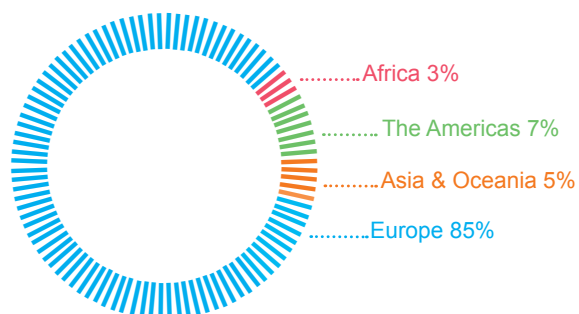 Africa 3%
The Americas 7%
Asia & Oceania 5%
Europe 85%